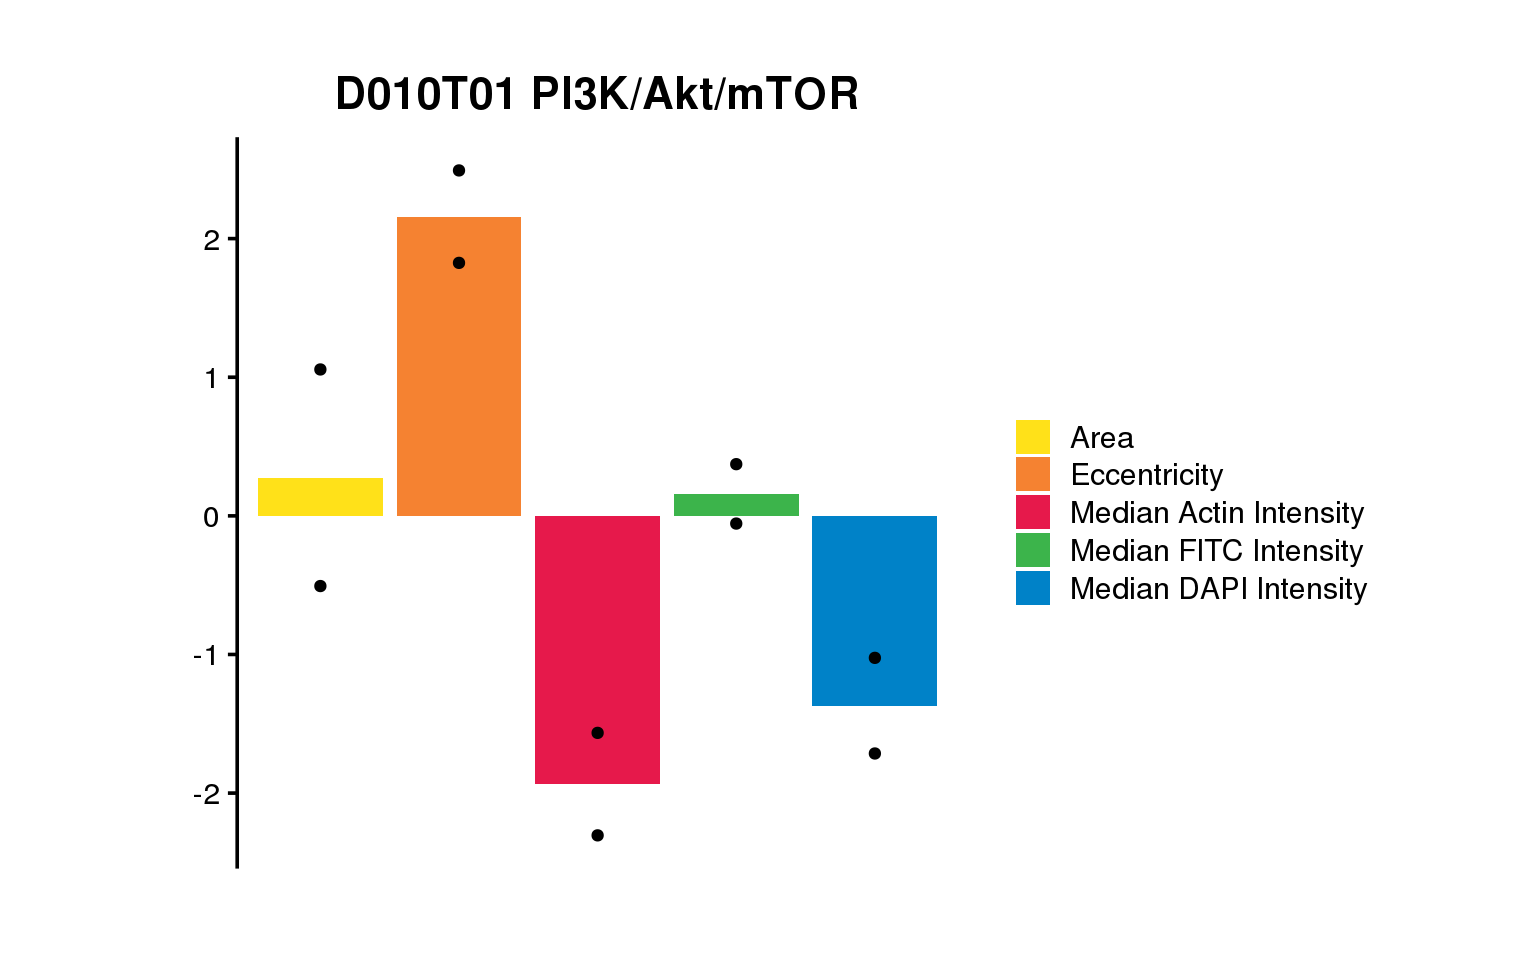 D010T01 PI3K/Akt/mTOR
2
1
0
-1
-2
Area
Eccentricity
Median Actin Intensity
Median FITC Intensity
Median DAPI Intensity